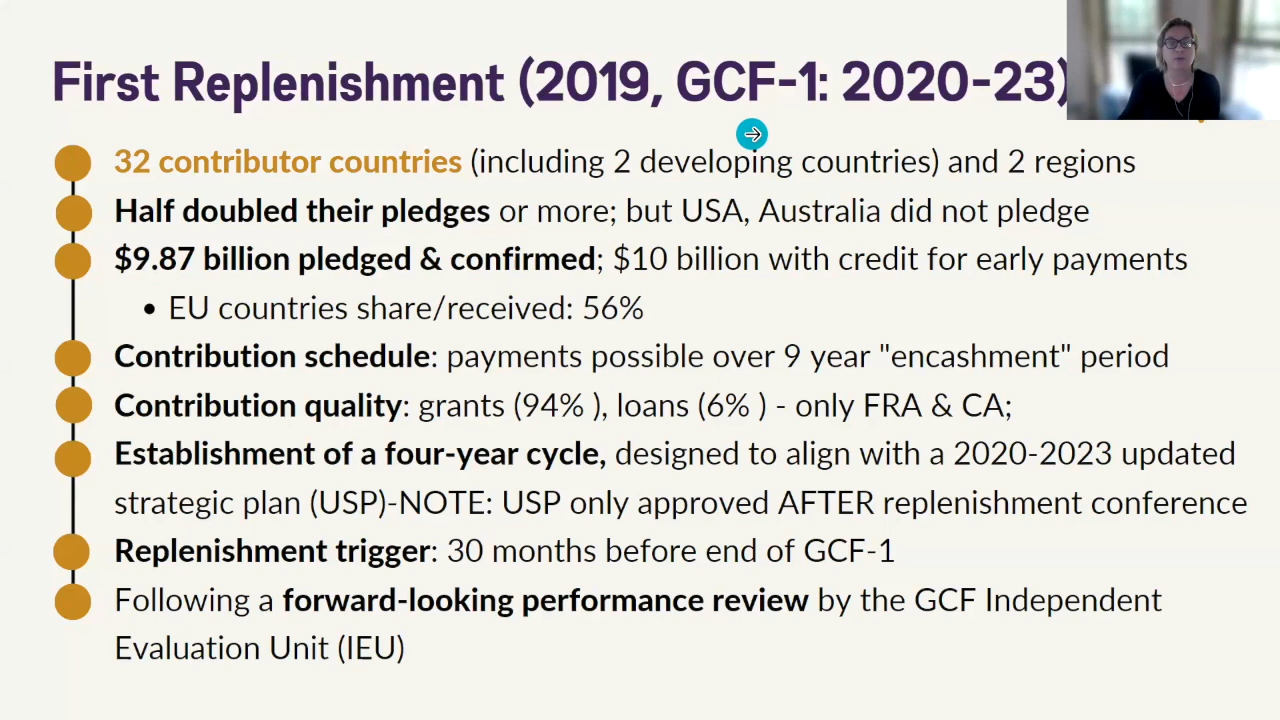 First Replenishment (2019, GCF-1: 2020-23)
32 contributor countries (including 2 developing countries) and 2 regions
Half doubled their pledges or more; but USA, Australia did not pledge
$9.87 billion pledged & confirmed; $10 billion with credit for early payments
• EU countries share/received: 56%
Contribution schedule: payments possible over 9 year "encashment" period
Contribution quality: grants (94% ), loans (6% ) - only FRA & CA;
Establishment of a four-year cycle, designed to align with a 2020-2023 updated
strategic plan (USP)-NOTE: USP only approved AFTER replenishment conference
Replenishment trigger: 30 months before end of GCF-1
Following a forward-looking performance review by the GCF Independent
Evaluation Unit (IEU)